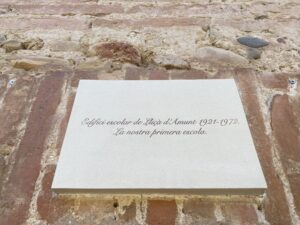 Edifici escolar de Lliçà d'Amunt 1931-1973.
La nostra primera escola.